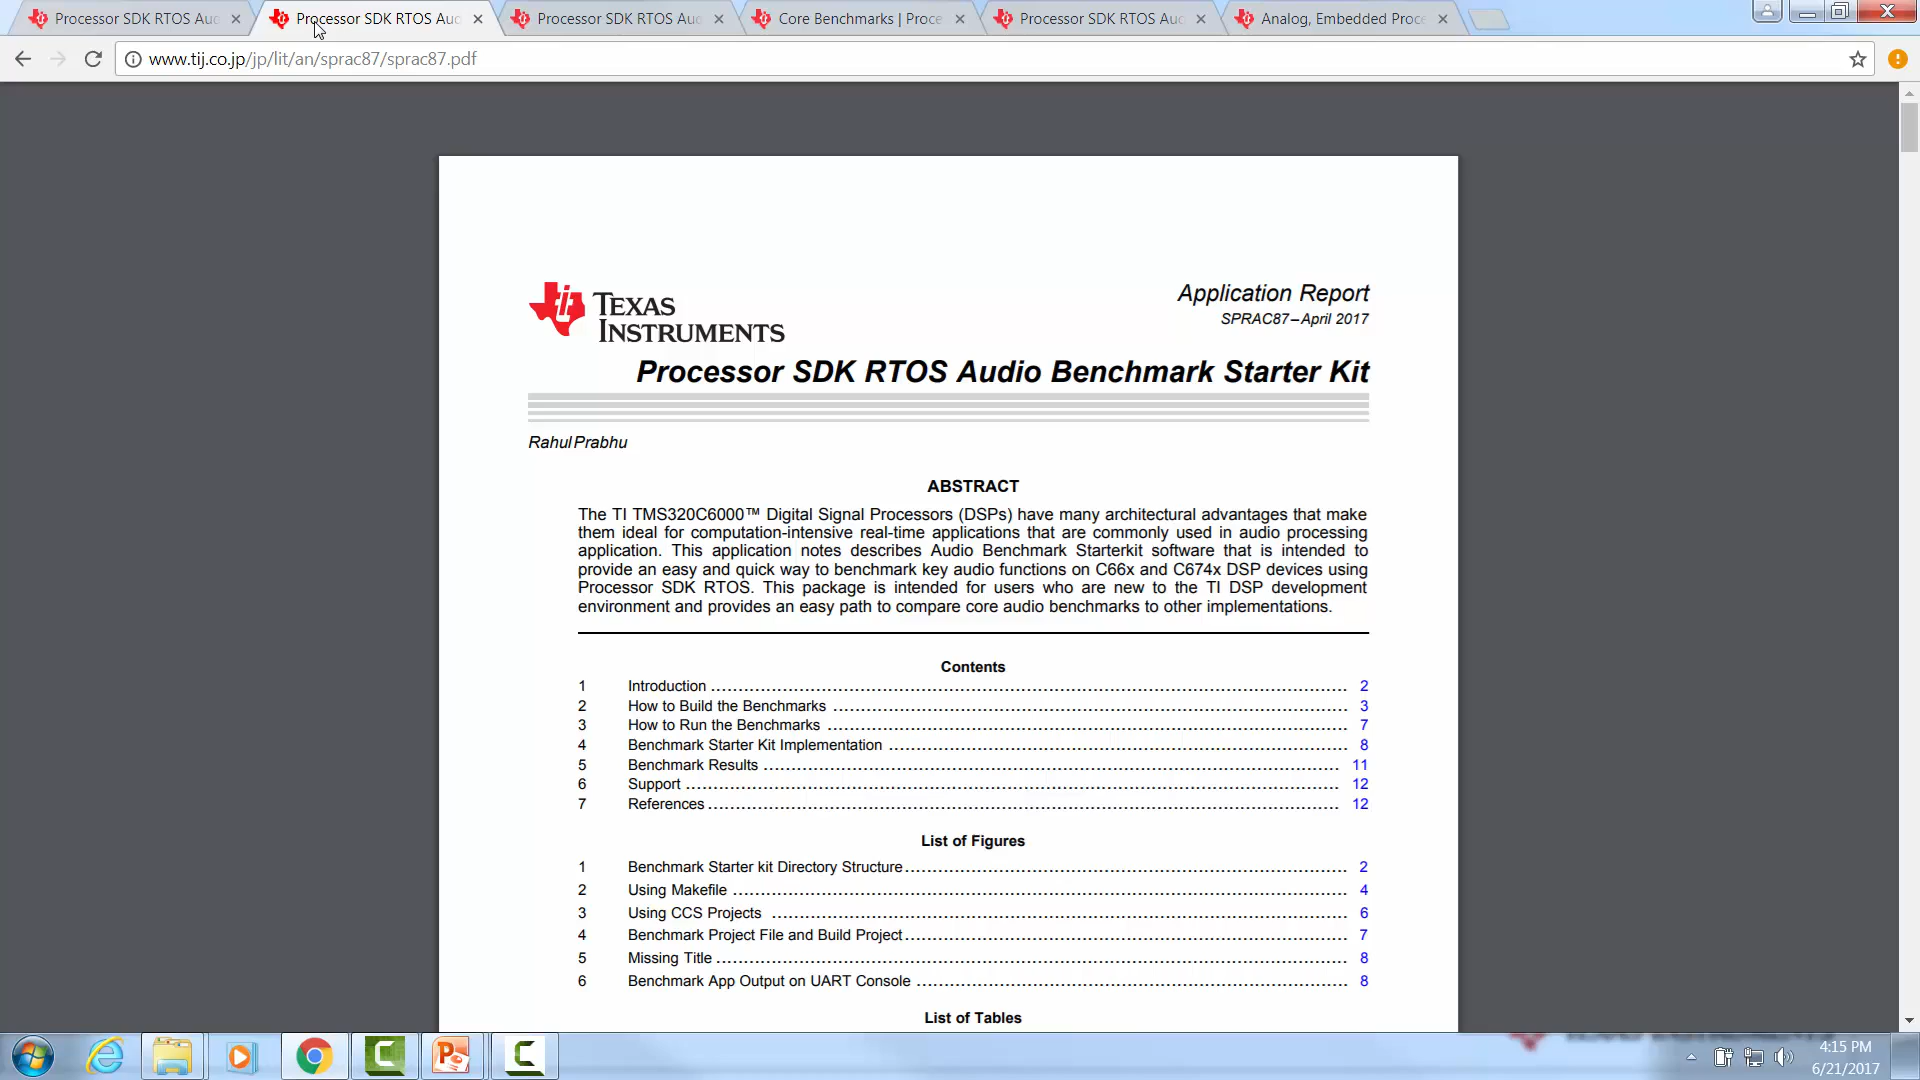 Processor SDK RTOS Aud
Processor SDK RTOS Aud
Processor SDK RTOS Aud
Core Benchmarks | Proce
Processor SDK RTOS Aud
Analog, Embedded Proce
www.tij.co.jp/jp/lit/an/sprac87/sprac87.pdf
TEXAS
INSTRUMENTS
Application Report
SPRAC87–April 2017
Processor SDK RTOS Audio Benchmark Starter Kit
Rahul Prabhu
ABSTRACT
The TI TMS320C6000™ Digital Signal Processors (DSPs) have many architectural advantages that make
them ideal for computation-intensive real-time applications that are commonly used in audio processing
application. This application notes describes Audio Benchmark Starterkit software that is intended to
provide an easy and quick way to benchmark key audio functions on C66x and C674x DSP devices using
Processor SDK RTOS. This package is intended for users who are new to the TI DSP development
environment and provides an easy path to compare core audio benchmarks to other implementations.
Contents
1 Introduction 2
2 How to Build the Benchmarks 3
3 How to Run the Benchmarks 7
4 Benchmark Starter Kit Implementation 8
5 Benchmark Results 11
6 Support 12
7 References 12
List of Figures
1 Benchmark Starter kit Directory Structure 2
2 Using Makefile 4
3 Using CCS Projects 6
4 Benchmark Project File and Build Project 7
5 Missing Title 8
6 Benchmark App Output on UART Console 8
List of Tables
4:15 PM
6/21/2017